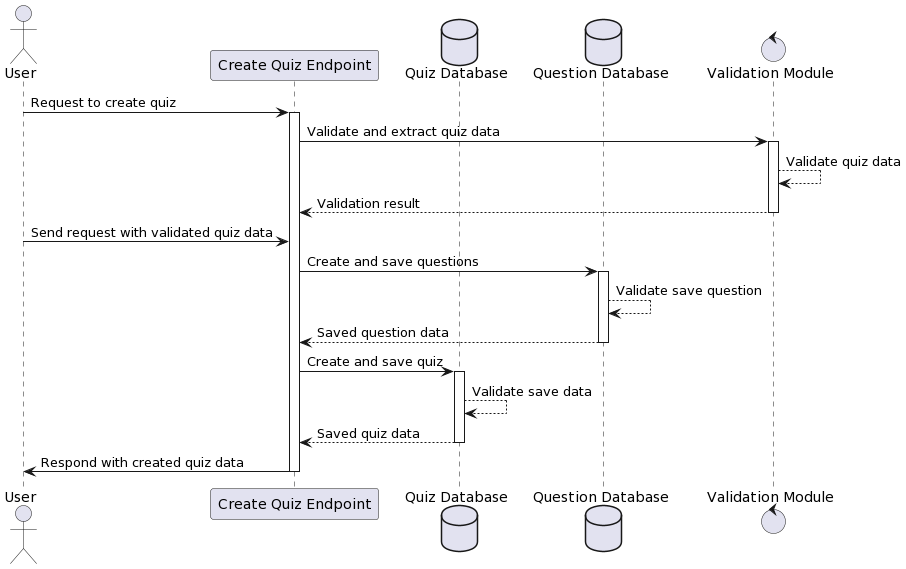 User
Create Quiz Endpoint
Quiz Database
Question Database
Validation Module
Request to create quiz
Validate and extract quiz data
Validate quiz data
Validation result
Send request with validated quiz data
Create and save questions
Validate save question
Saved question data
Create and save quiz
Validate save data
Saved quiz data
Respond with created quiz data
User
Create Quiz Endpoint
Quiz Database
Question Database
Validation Module